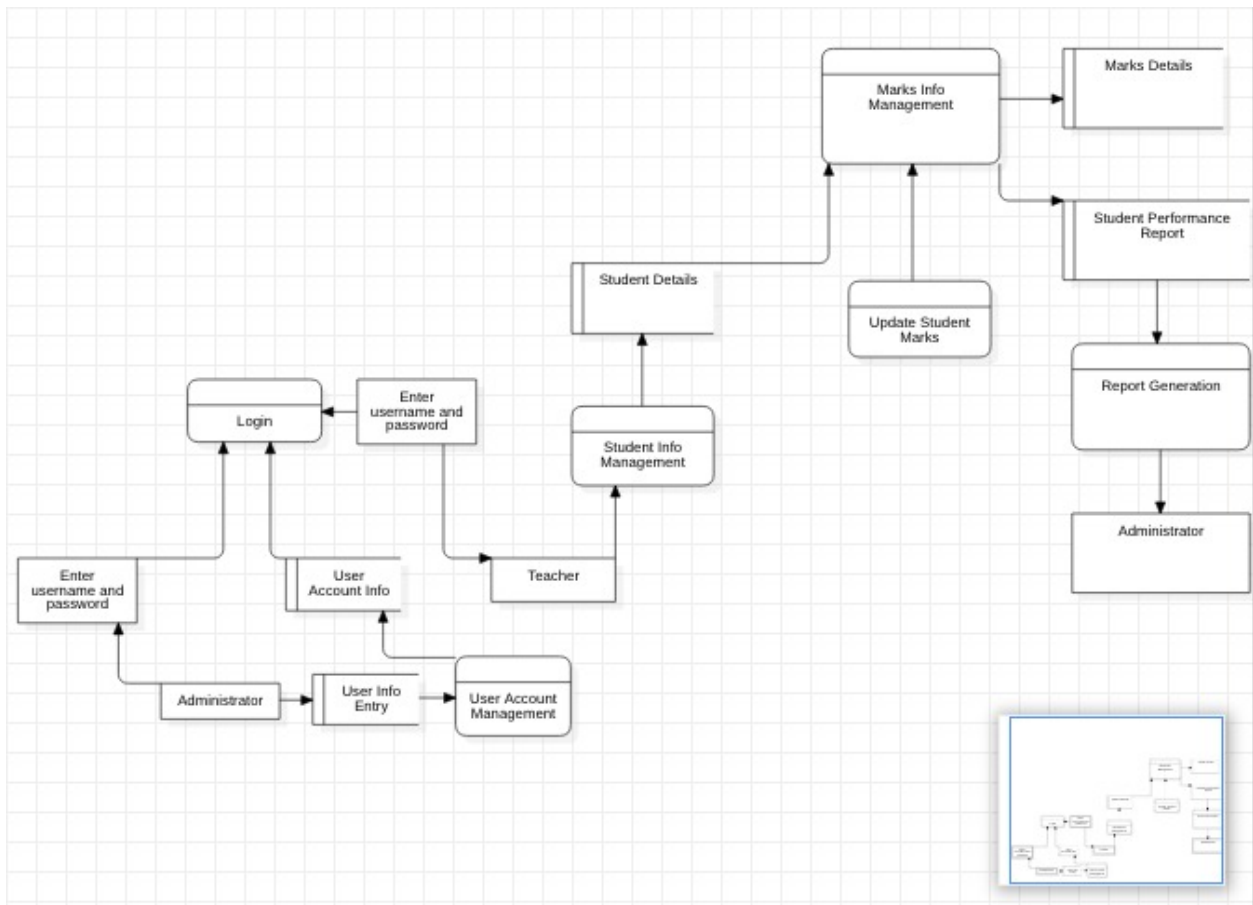 Marks Info
Management
Marks Details
Student Performance
Report
Student Details
Update Student
Marks
Report Generation
Login
Enter
username and
password
Student Info
Management
Administrator
Enter
username and
password
User
Account Info
Teacher
Administrator
User Info
Entry
User Account
Management